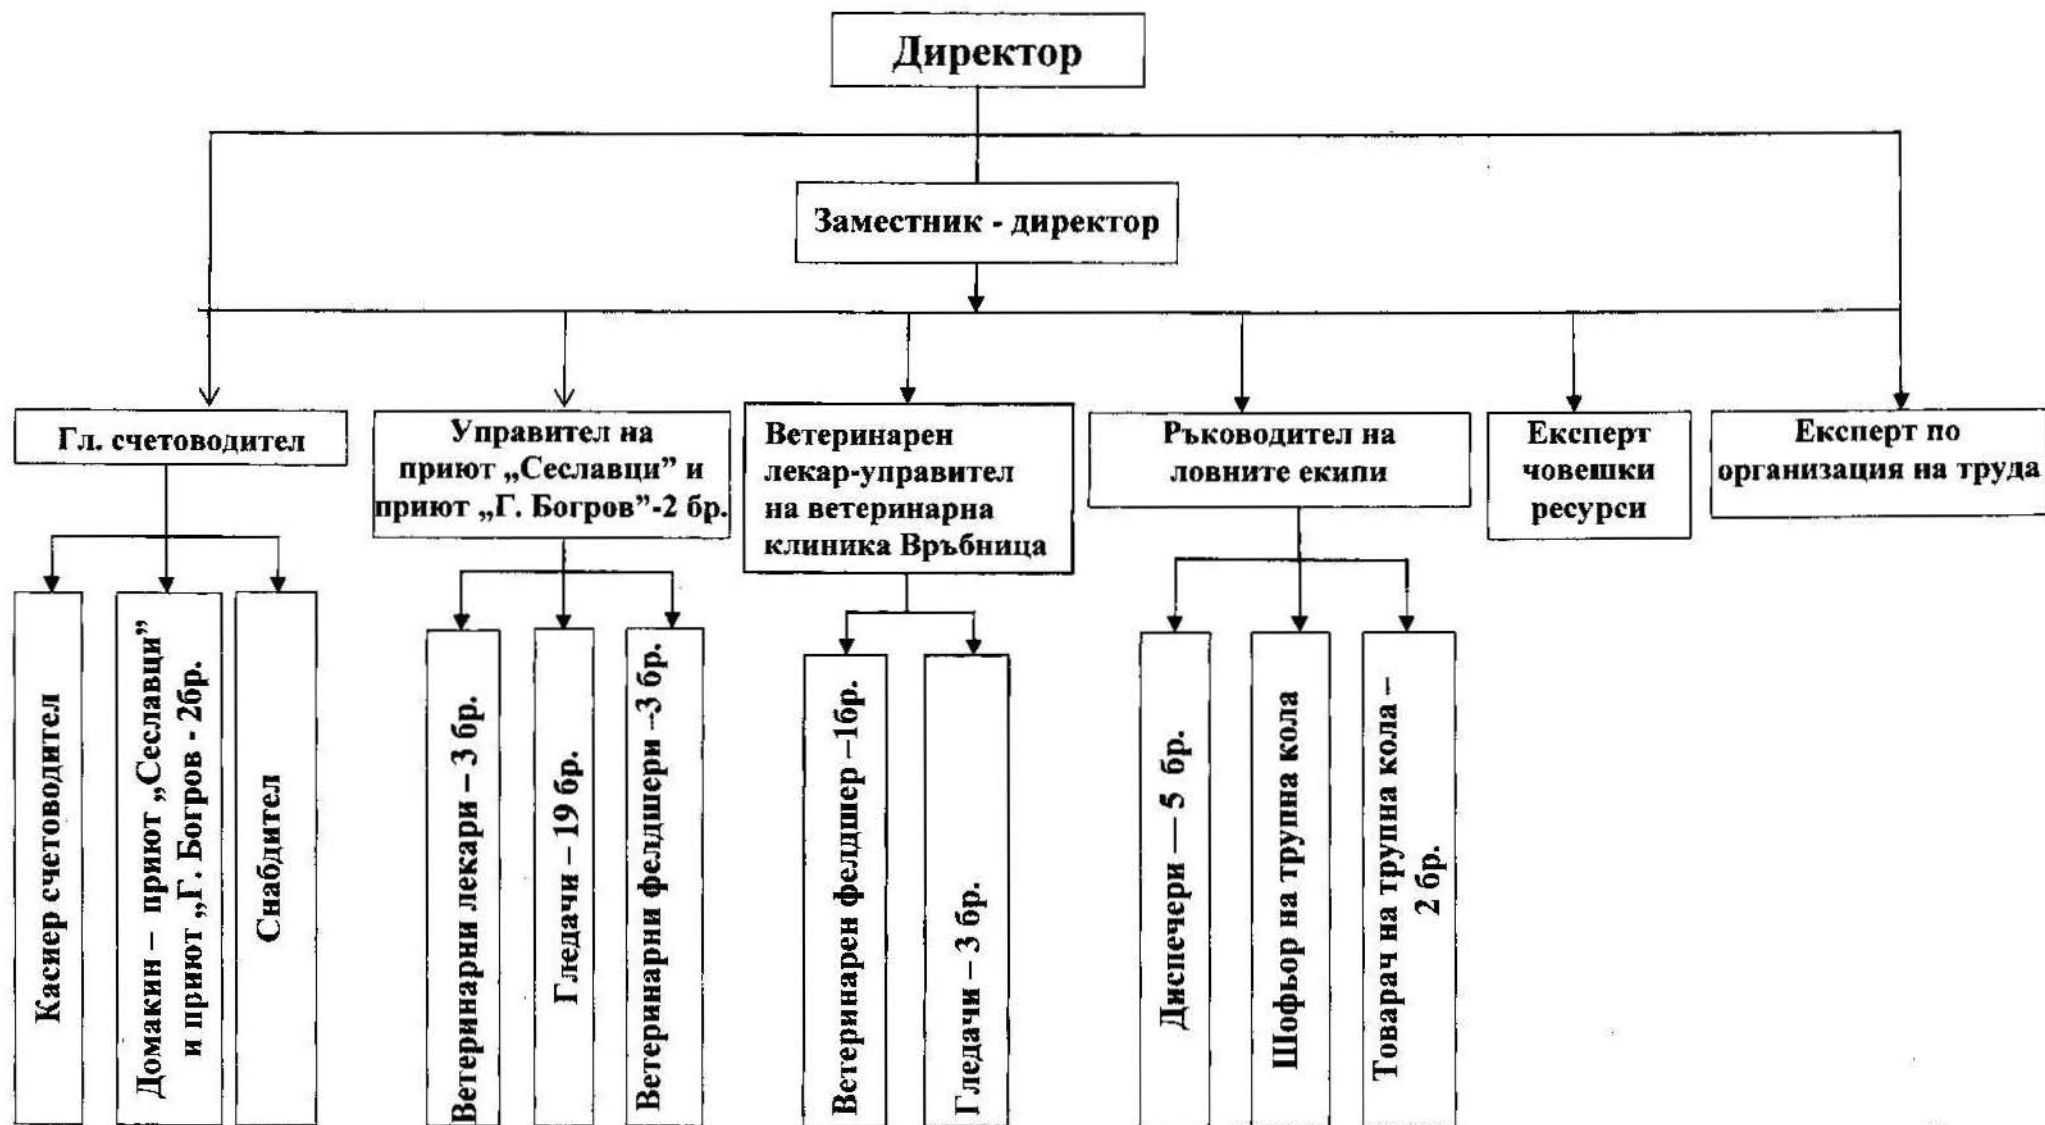 Директор
Заместник - директор
Гл. счетоводител
Управител на
приют „Сеславци” и
приют „Г. Богров”-2 бр.
Ветеринарен
лекар-управител
на ветеринарна
клиника Връбница
Ръководител на
ловните екипи
Експерт
човешки
ресурси
Експерт по
организация на труда
Касиер счетоводител
Домакин – приют „Сеславци”
и приют „Г. Богров - 2бр.
Снабдител
Ветеринарни лекари – 3 бр.
Гледачи – 19 бр.
Ветеринарни фелдшери –3 бр.
Ветеринарен фелдшер –1бр.
Гледачи – 3 бр.
Диспечери — 5 бр.
Шофьор на трупна кола
Товарач на трупна кола –
2 бр.